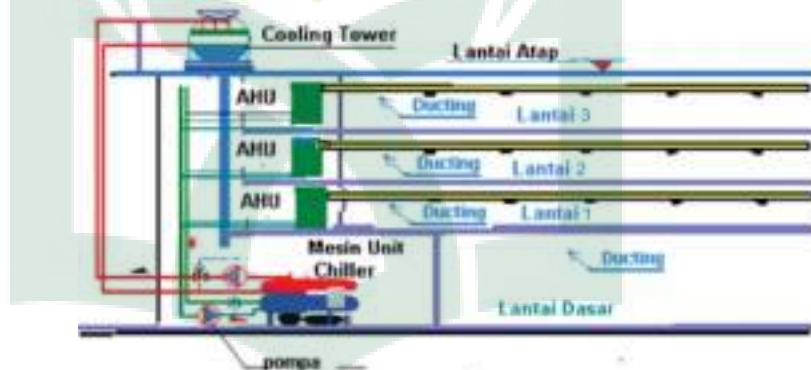 Cooling Tower
Lantai Atap
AHU
Ducting
Lantai 3
AHU
Ducting
Lantai 2
AHU
Ducting
Lantai 1
Mesin Unit
Chiller
Ducting
Lantai Dasar
pompa